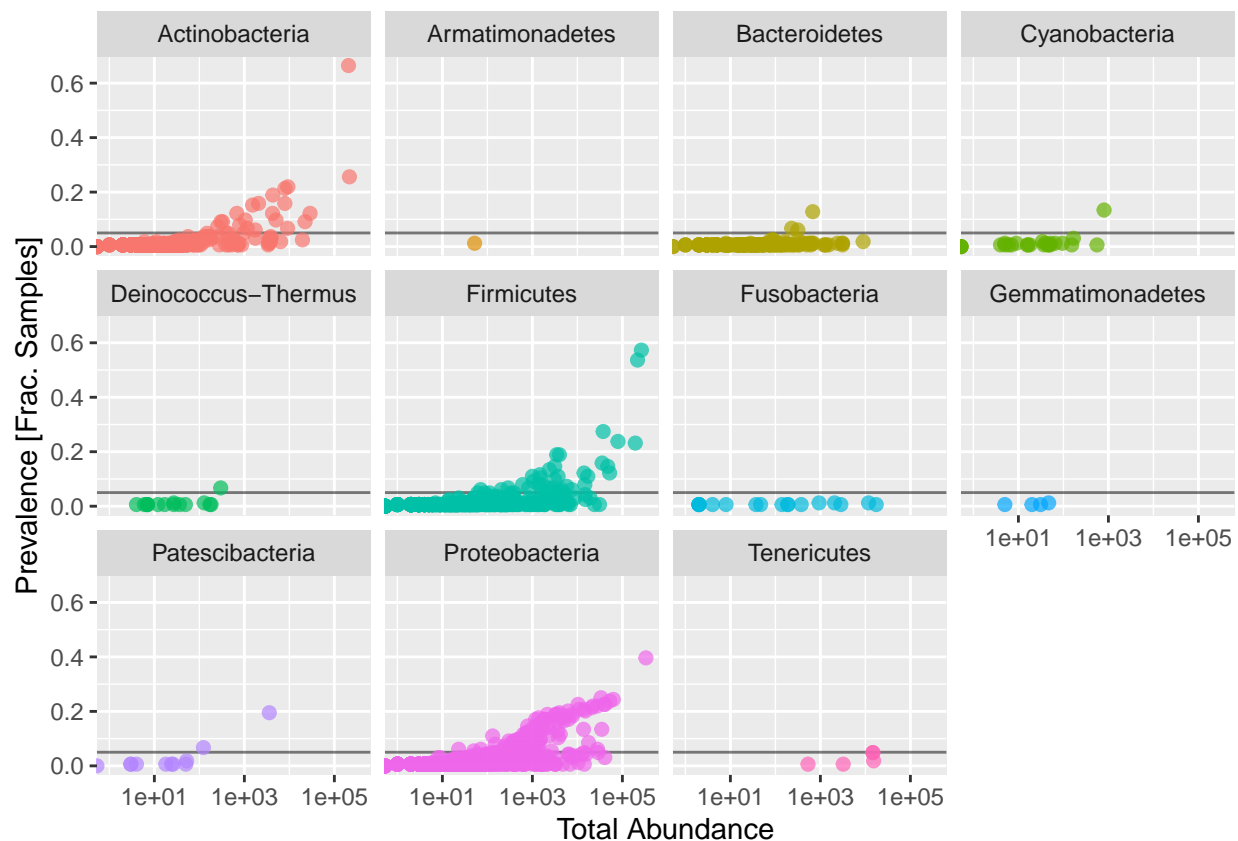 Actinobacteria Armatimonadetes Bacteroidetes Cyanobacteria
0.6
0.4
0.2
0.0
Deinococcus−Thermus Firmicutes Fusobacteria Gemmatimonadetes
0.6
0.4
0.2
0.0
1e+01 1e+03 1e+05
Patescibacteria Proteobacteria Tenericutes
0.6
0.4
0.2
0.0
1e+01 1e+03 1e+05 1e+01 1e+03 1e+05 1e+01 1e+03 1e+05
Total Abundance
Prevalence [Frac. Samples]